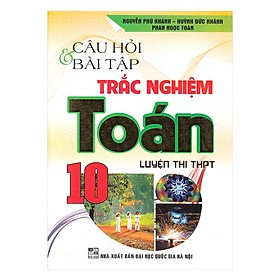 NGUYỄN PHÚ KHÁNH - HUỲNH ĐỨC KHÁNH
PHAN NGỌC TOÀN
CÂU HỎI
& BÀI TẬP
TRẮC NGHIỆM
Toán
LUYỆN THI THPT
10
NHÀ XUẤT BẢN ĐẠI HỌC QUỐC GIA HÀ NỘI